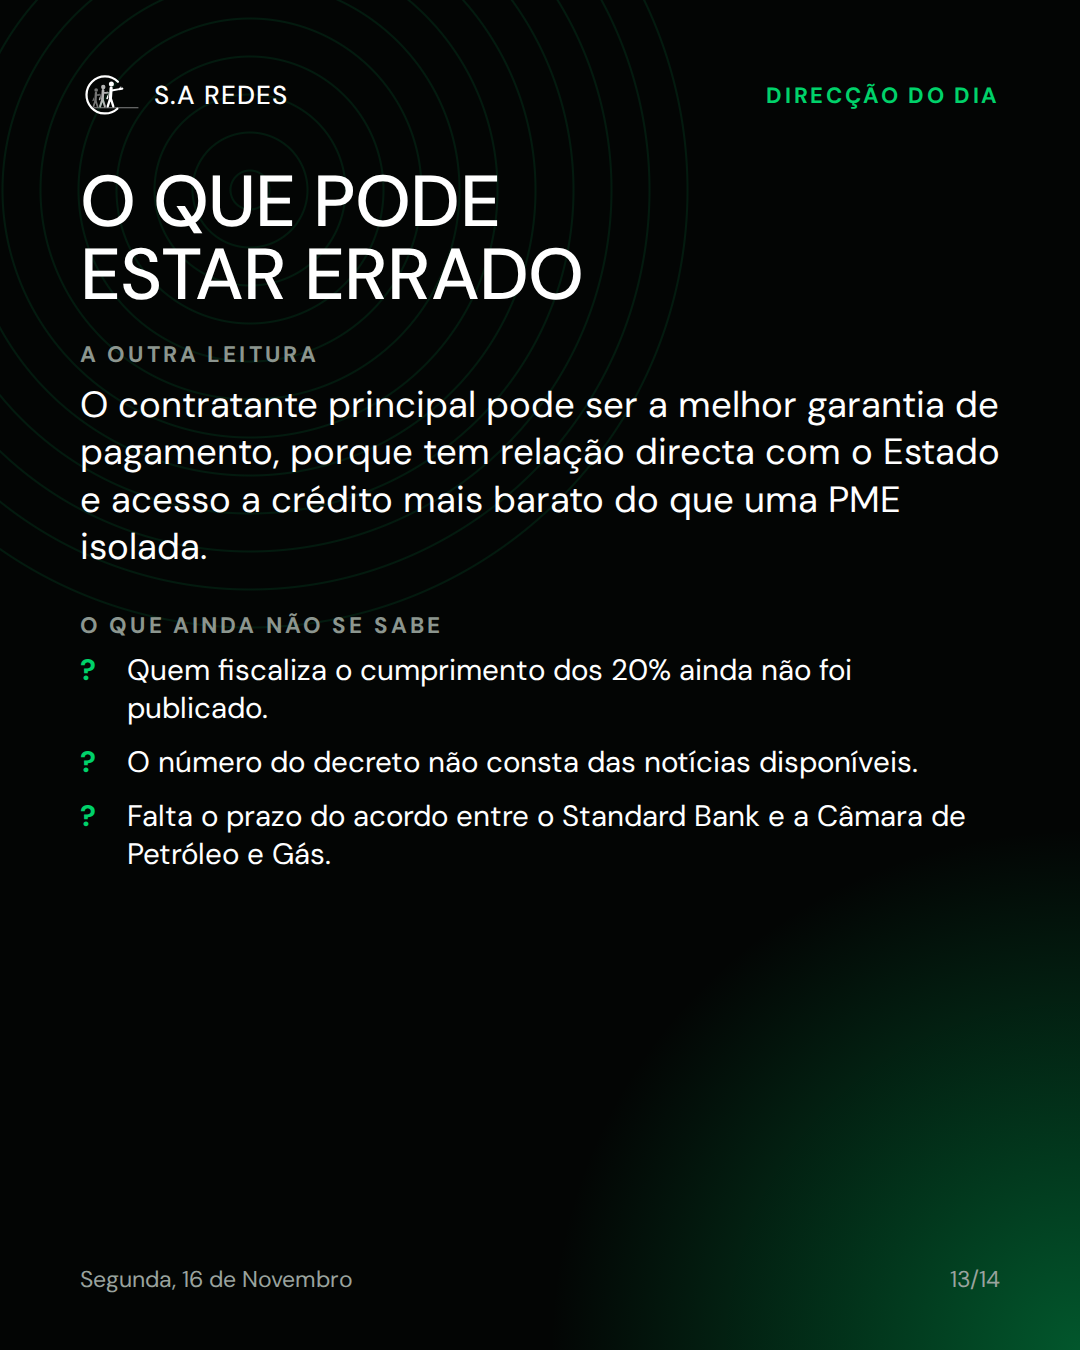 S.A REDES
DIRECÇÃO DO DIA
O QUE PODE
ESTAR ERRADO
A OUTRA LEITURA
O contratante principal pode ser a melhor garantia de
pagamento, porque tem relação directa com o Estado
e acesso a crédito mais barato do que uma PME
isolada.
O QUE AINDA NÃO SE SABE
? Quem fiscaliza o cumprimento dos 20% ainda não foi
publicado.
? O número do decreto não consta das notícias disponíveis.
? Falta o prazo do acordo entre o Standard Bank e a Câmara de
Petróleo e Gás.
Segunda, 16 de Novembro
13/14